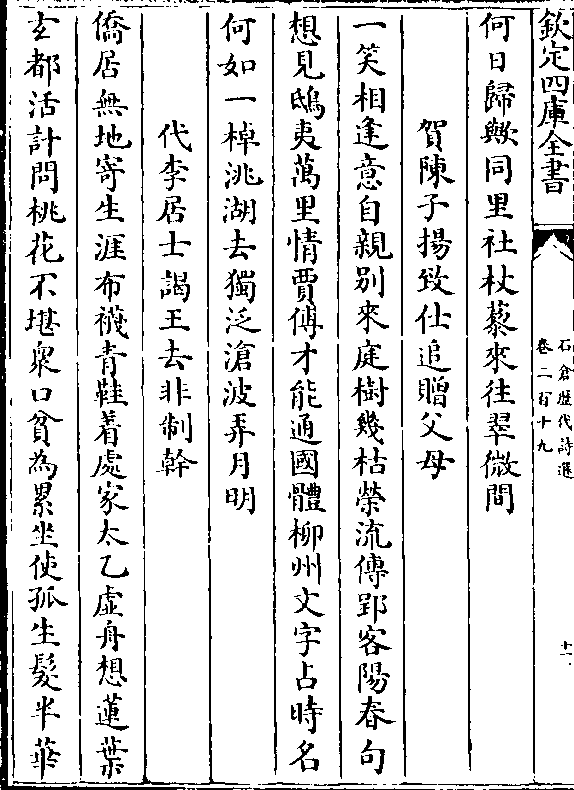 欽定四庫全書
石倉歷代詩選
卷二百十九
十一
何日歸歟同里社杖藜來往翠微間
賀陳子揚致仕追贈父母
一笑相逢意自親別來庭樹幾枯榮流傳郢客陽春句
想見鴟夷萬里情賈傅才能通國體柳州文字占時名
何如一棹洮湖去獨泛滄波弄月明
代李居士謁王去非制幹
僑居無地寄生涯布襪青鞋着處家太乙虛舟想蓮葉
玄都活計問桃花不堪衆口貧為累坐使孤生髮半華